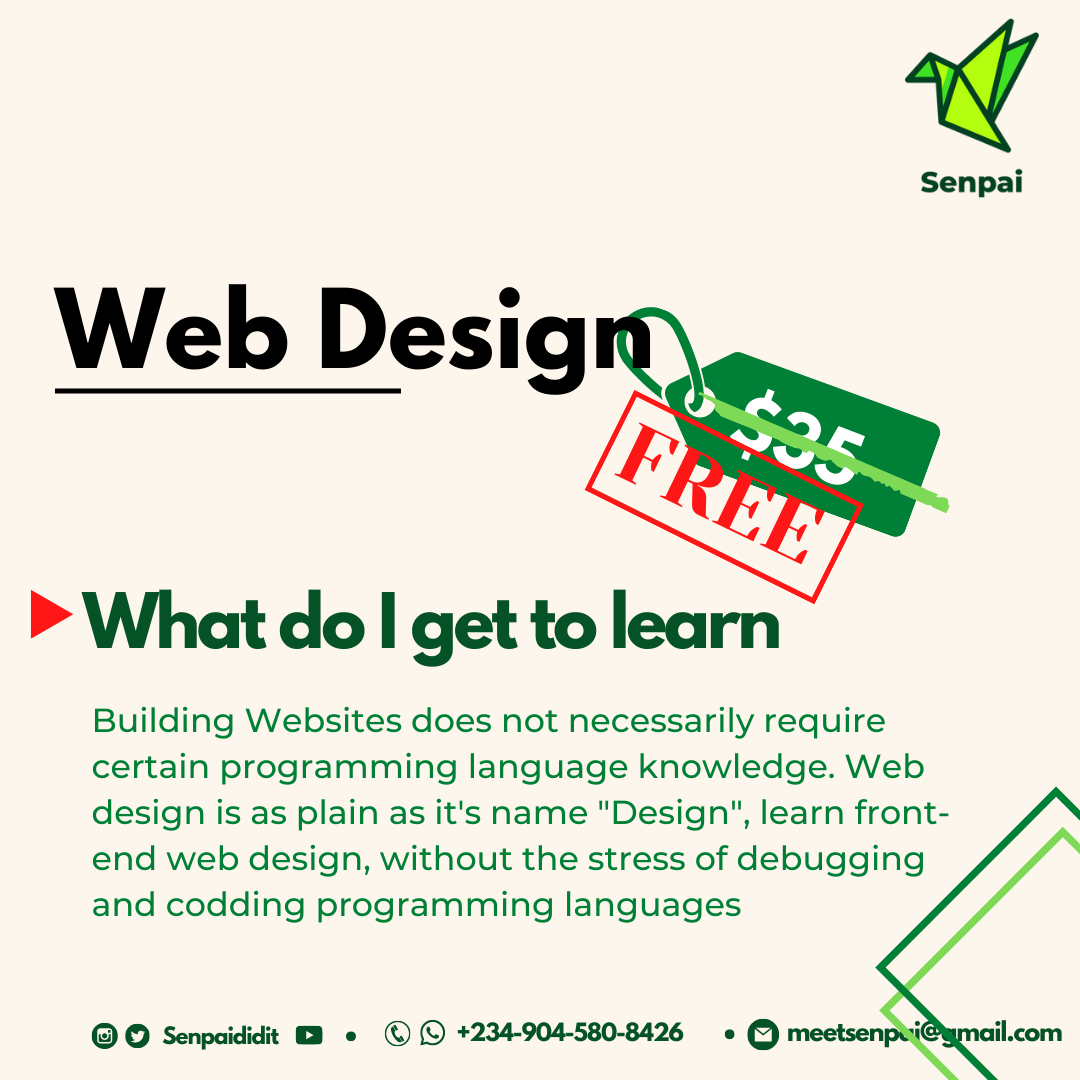 Senpai
Web Design
$35
FREE
What do I get to learn
Building Websites does not necessarily require
certain programming language knowledge. Web
design is as plain as it's name "Design", learn front-
end web design, without the stress of debugging
and codding programming languages
Senpaididit
+234-904-580-8426
meetsenpai@gmail.com